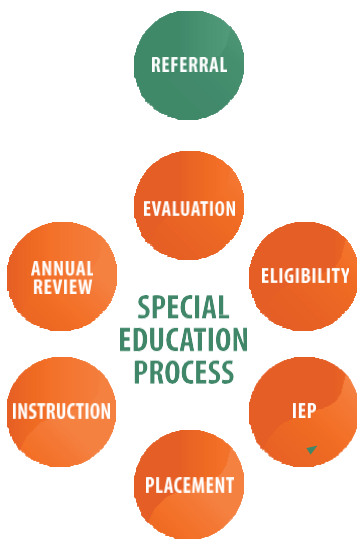 REFERRAL
EVALUATION
ELIGIBILITY
IEP
PLACEMENT
INSTRUCTION
ANNUAL
REVIEW
SPECIAL
EDUCATION
PROCESS